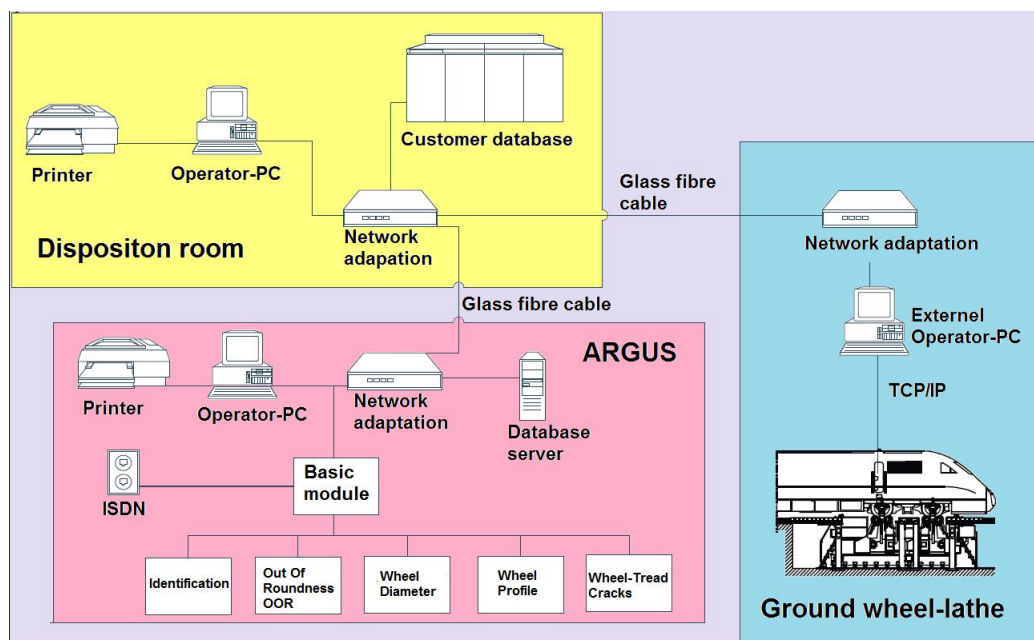 Customer database
Printer
Operator-PC
Network
adapation
Dispositon room
Glass fibre
cable
Network adaptation
Externel
Operator-PC
TCP/IP
Ground wheel-lathe
Glass fibre cable
ARGUS
Printer
Operator-PC
Network
adaptation
Database
server
Basic
module
ISDN
Identification
Out Of
Roundness
OOR
Wheel
Diameter
Wheel
Profile
Wheel-Tread
Cracks